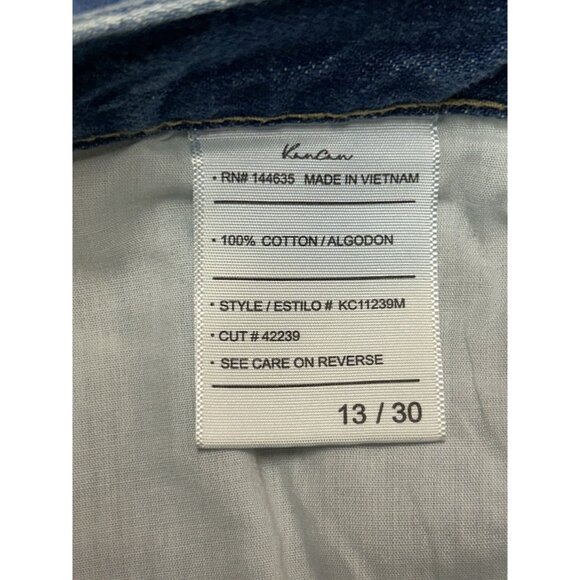 KanCan
• RN# 144635 MADE IN VIETNAM
• 100% COTTON / ALGODON
• STYLE / ESTILO # KC11239M
• CUT # 42239
• SEE CARE ON REVERSE
13 / 30